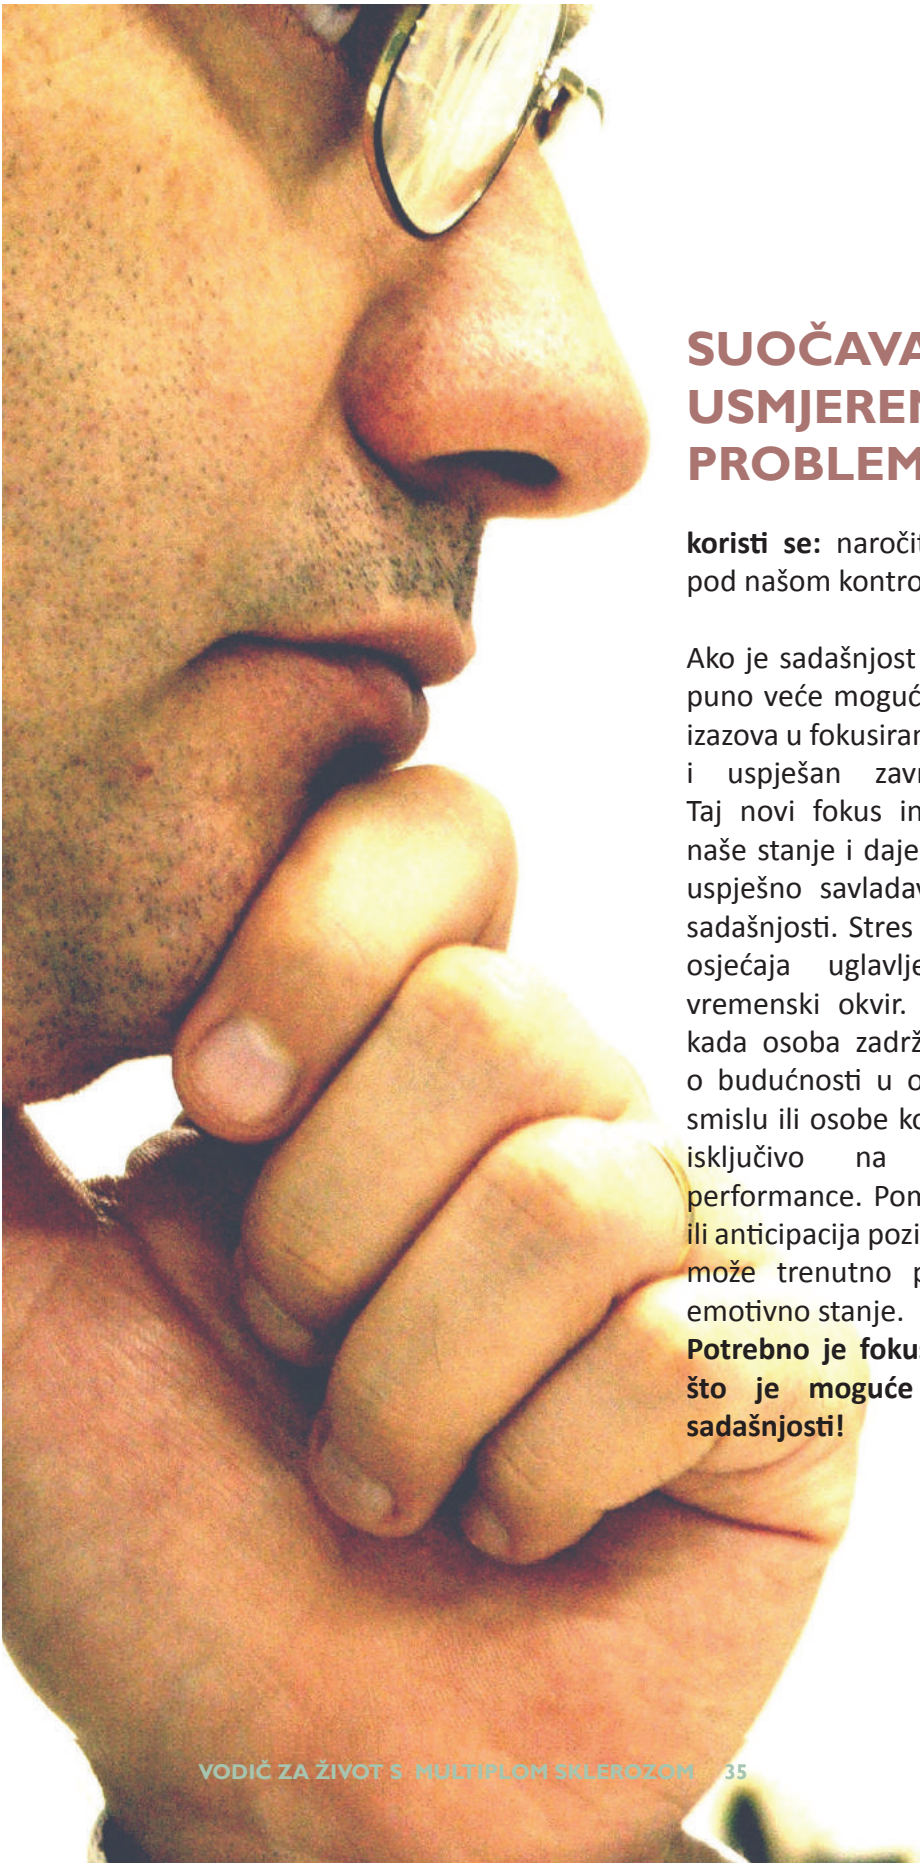 SUOČAVA
USMJEREN
PROBLEM
koristi se: naročit
pod našom kontro
Ako je sadašnjost
puno veće moguć
izazova u fokusiran
i uspješan zavr
Taj novi fokus in
naše stanje i daje
uspješno savladav
sadašnjosti. Stres
osjećaja uglavlje
vremenski okvir.
kada osoba zadrž
o budućnosti u o
smislu ili osobe ko
isključivo na
performance. Pom
ili anticipacija pozi
može trenutno p
emotivno stanje.
Potrebno je fokus
što je moguće
sadašnjosti!
VODIČ ZA ŽIVOT S MULTIPLOM SKLEROZOM 35